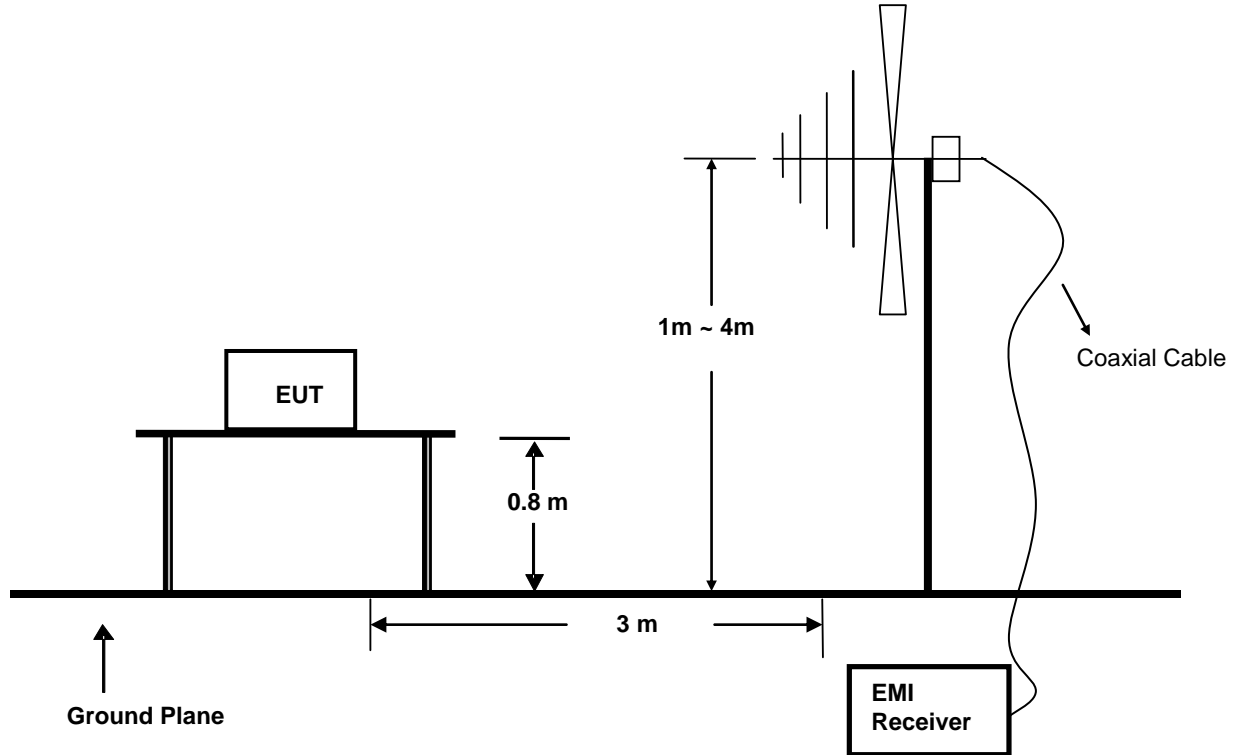 1m ~ 4m
Coaxial Cable
EUT
0.8 m
3 m
Ground Plane
EMI
Receiver